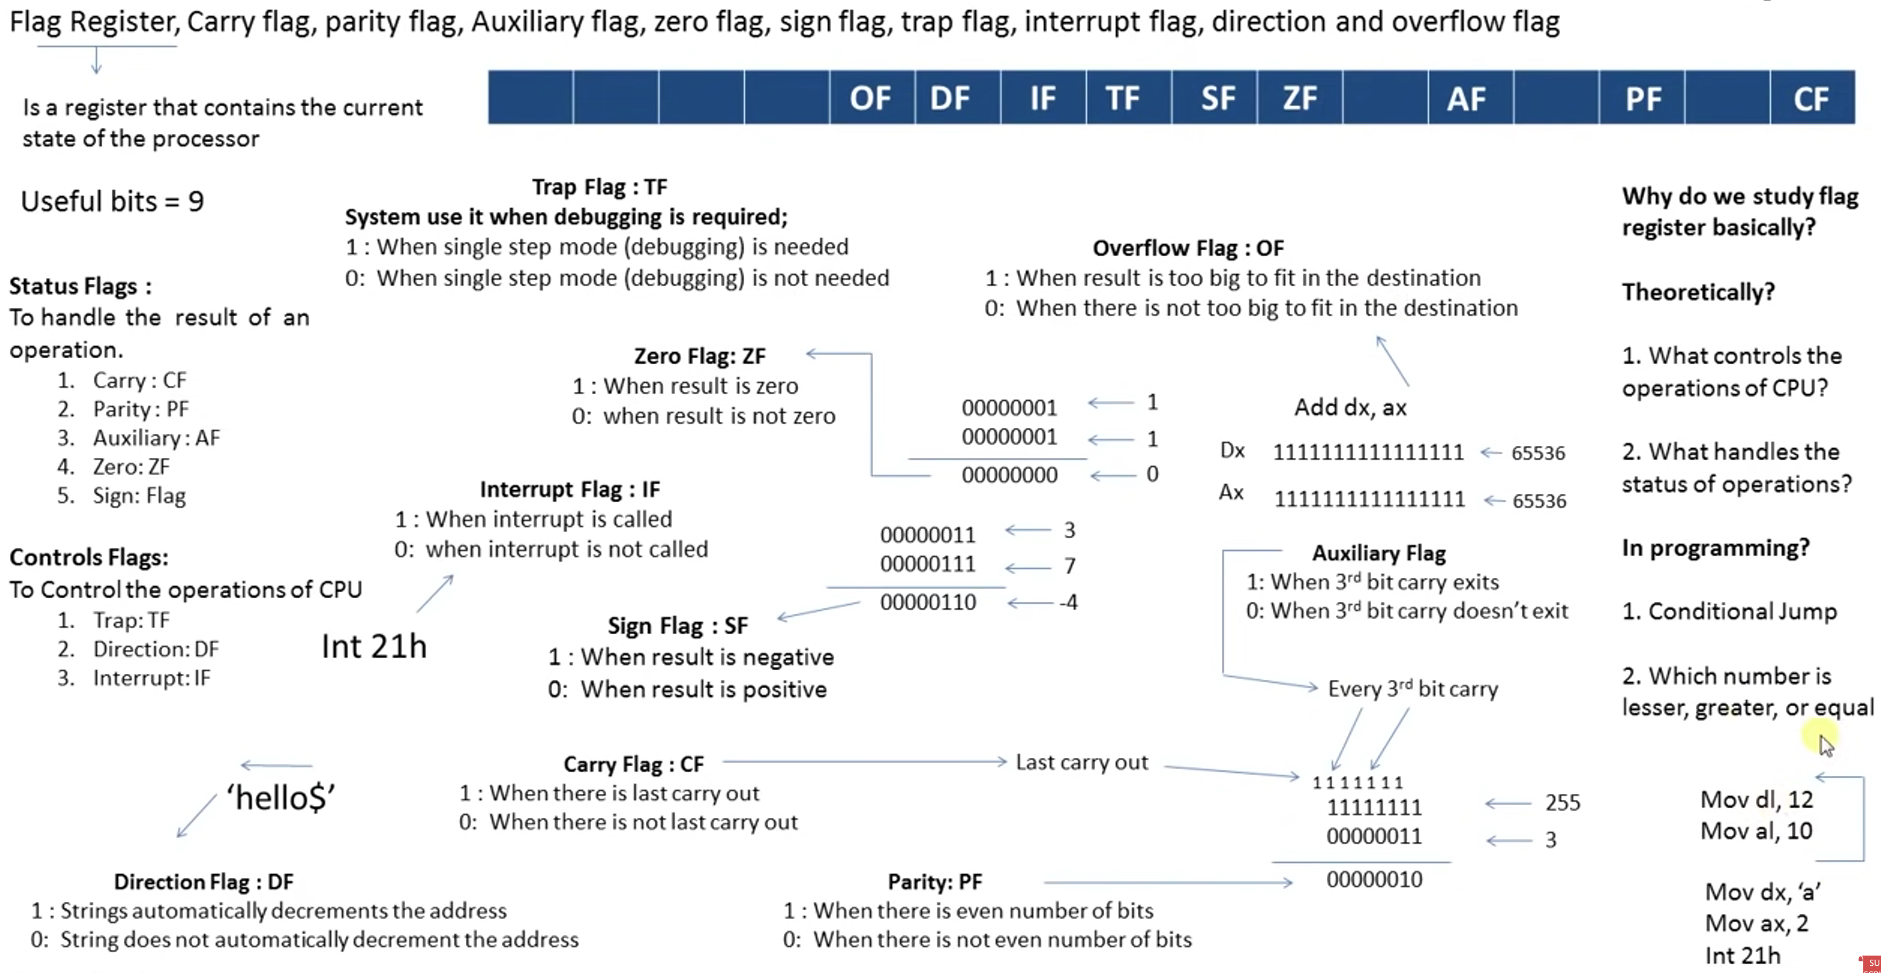 Flag Register, Carry flag, parity flag, Auxiliary flag, zero flag, sign flag, trap flag, interrupt flag, direction and overflow flag
Is a register that contains the current
state of the processor
OF DF IF TF SF ZF AF PF CF
Useful bits = 9
Status Flags :
To handle the result of an
operation.
1. Carry : CF
2. Parity : PF
3. Auxiliary : AF
4. Zero: ZF
5. Sign: Flag
Controls Flags:
To Control the operations of CPU
1. Trap: TF
2. Direction: DF
3. Interrupt: IF
Trap Flag : TF
System use it when debugging is required;
1 : When single step mode (debugging) is needed
0: When single step mode (debugging) is not needed
Zero Flag: ZF
1 : When result is zero
0: when result is not zero
00000001 1
00000001 1
00000000 0
Interrupt Flag : IF
1 : When interrupt is called
0: when interrupt is not called
Int 21h
00000011 3
00000111 7
00000110 -4
Sign Flag : SF
1 : When result is negative
0: When result is positive
Overflow Flag : OF
1 : When result is too big to fit in the destination
0: When there is not too big to fit in the destination
Add dx, ax
Dx 1111111111111111 65536
Ax 1111111111111111 65536
Auxiliary Flag
1: When 3rd bit carry exits
0: When 3rd bit carry doesn't exit
Every 3rd bit carry
Carry Flag : CF
1 : When there is last carry out
0: When there is not last carry out
Last carry out
1 1 1 1 1 1 1
11111111 255
00000011 3
00000010
‘hello$’
Direction Flag : DF
1 : Strings automatically decrements the address
0: String does not automatically decrement the address
Parity: PF
1 : When there is even number of bits
0: When there is not even number of bits
Why do we study flag
register basically?
Theoretically?
1. What controls the
operations of CPU?
2. What handles the
status of operations?
In programming?
1. Conditional Jump
2. Which number is
lesser, greater, or equal
Mov dl, 12
Mov al, 10
Mov dx, ‘a’
Mov ax, 2
Int 21h
SU